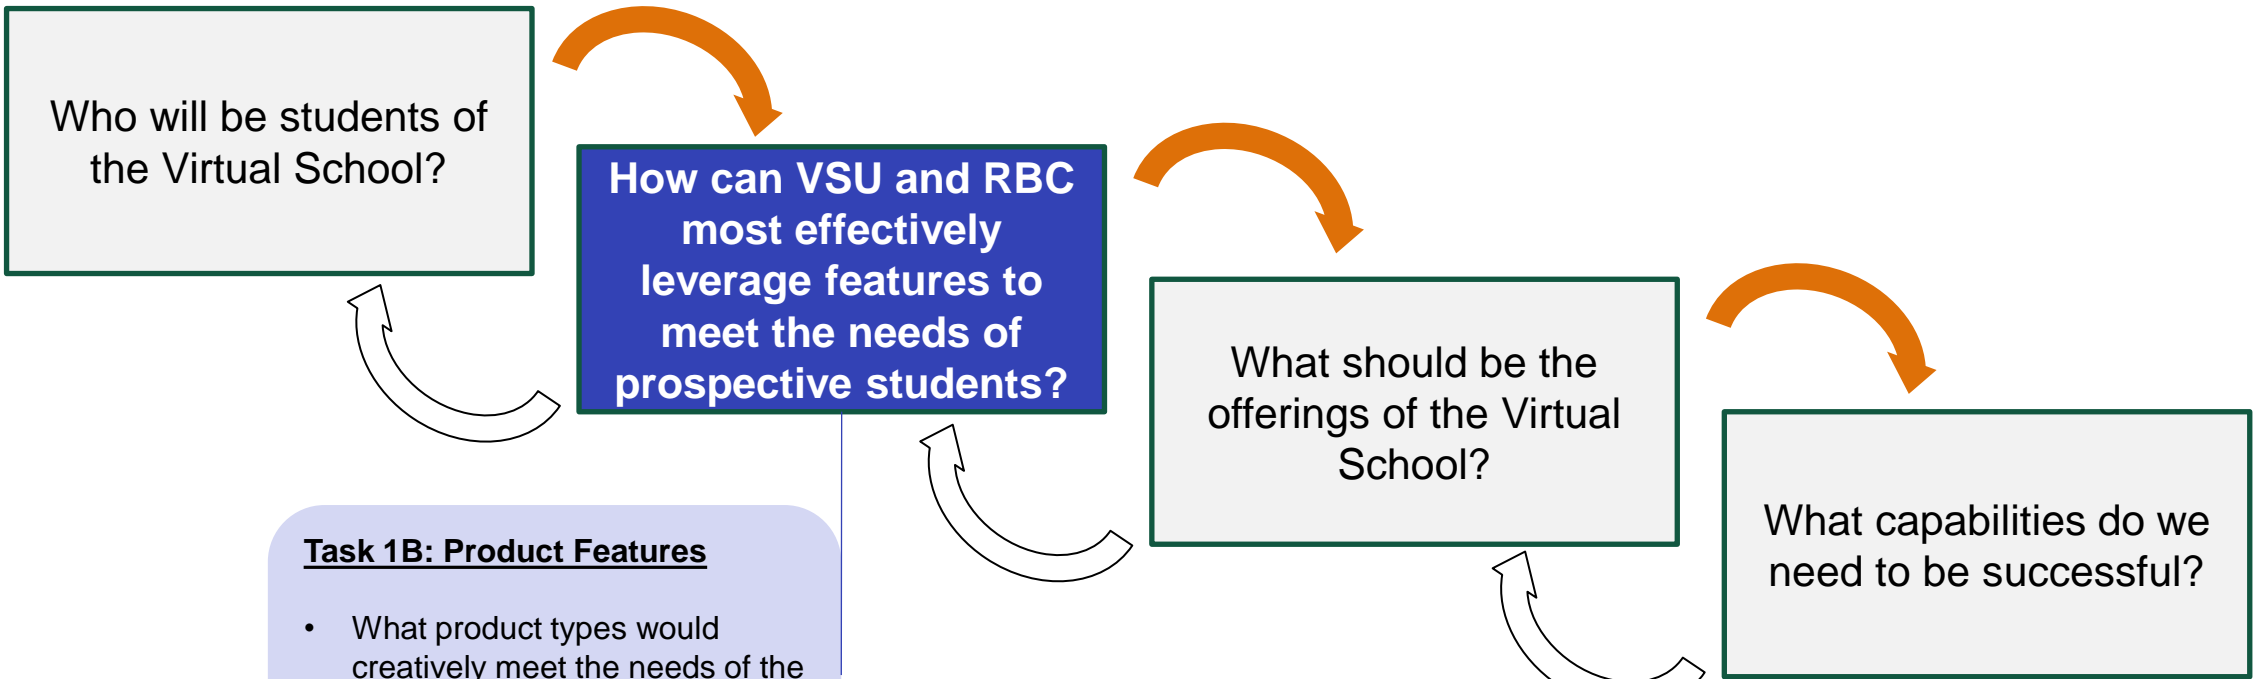 Who will be students of
the Virtual School?
How can VSU and RBC
most effectively
leverage features to
meet the needs of
prospective students?
What should be the
offerings of the Virtual
School?
What capabilities do we
need to be successful?
Task 1B: Product Features
• What product types would
creatively meet the needs of the